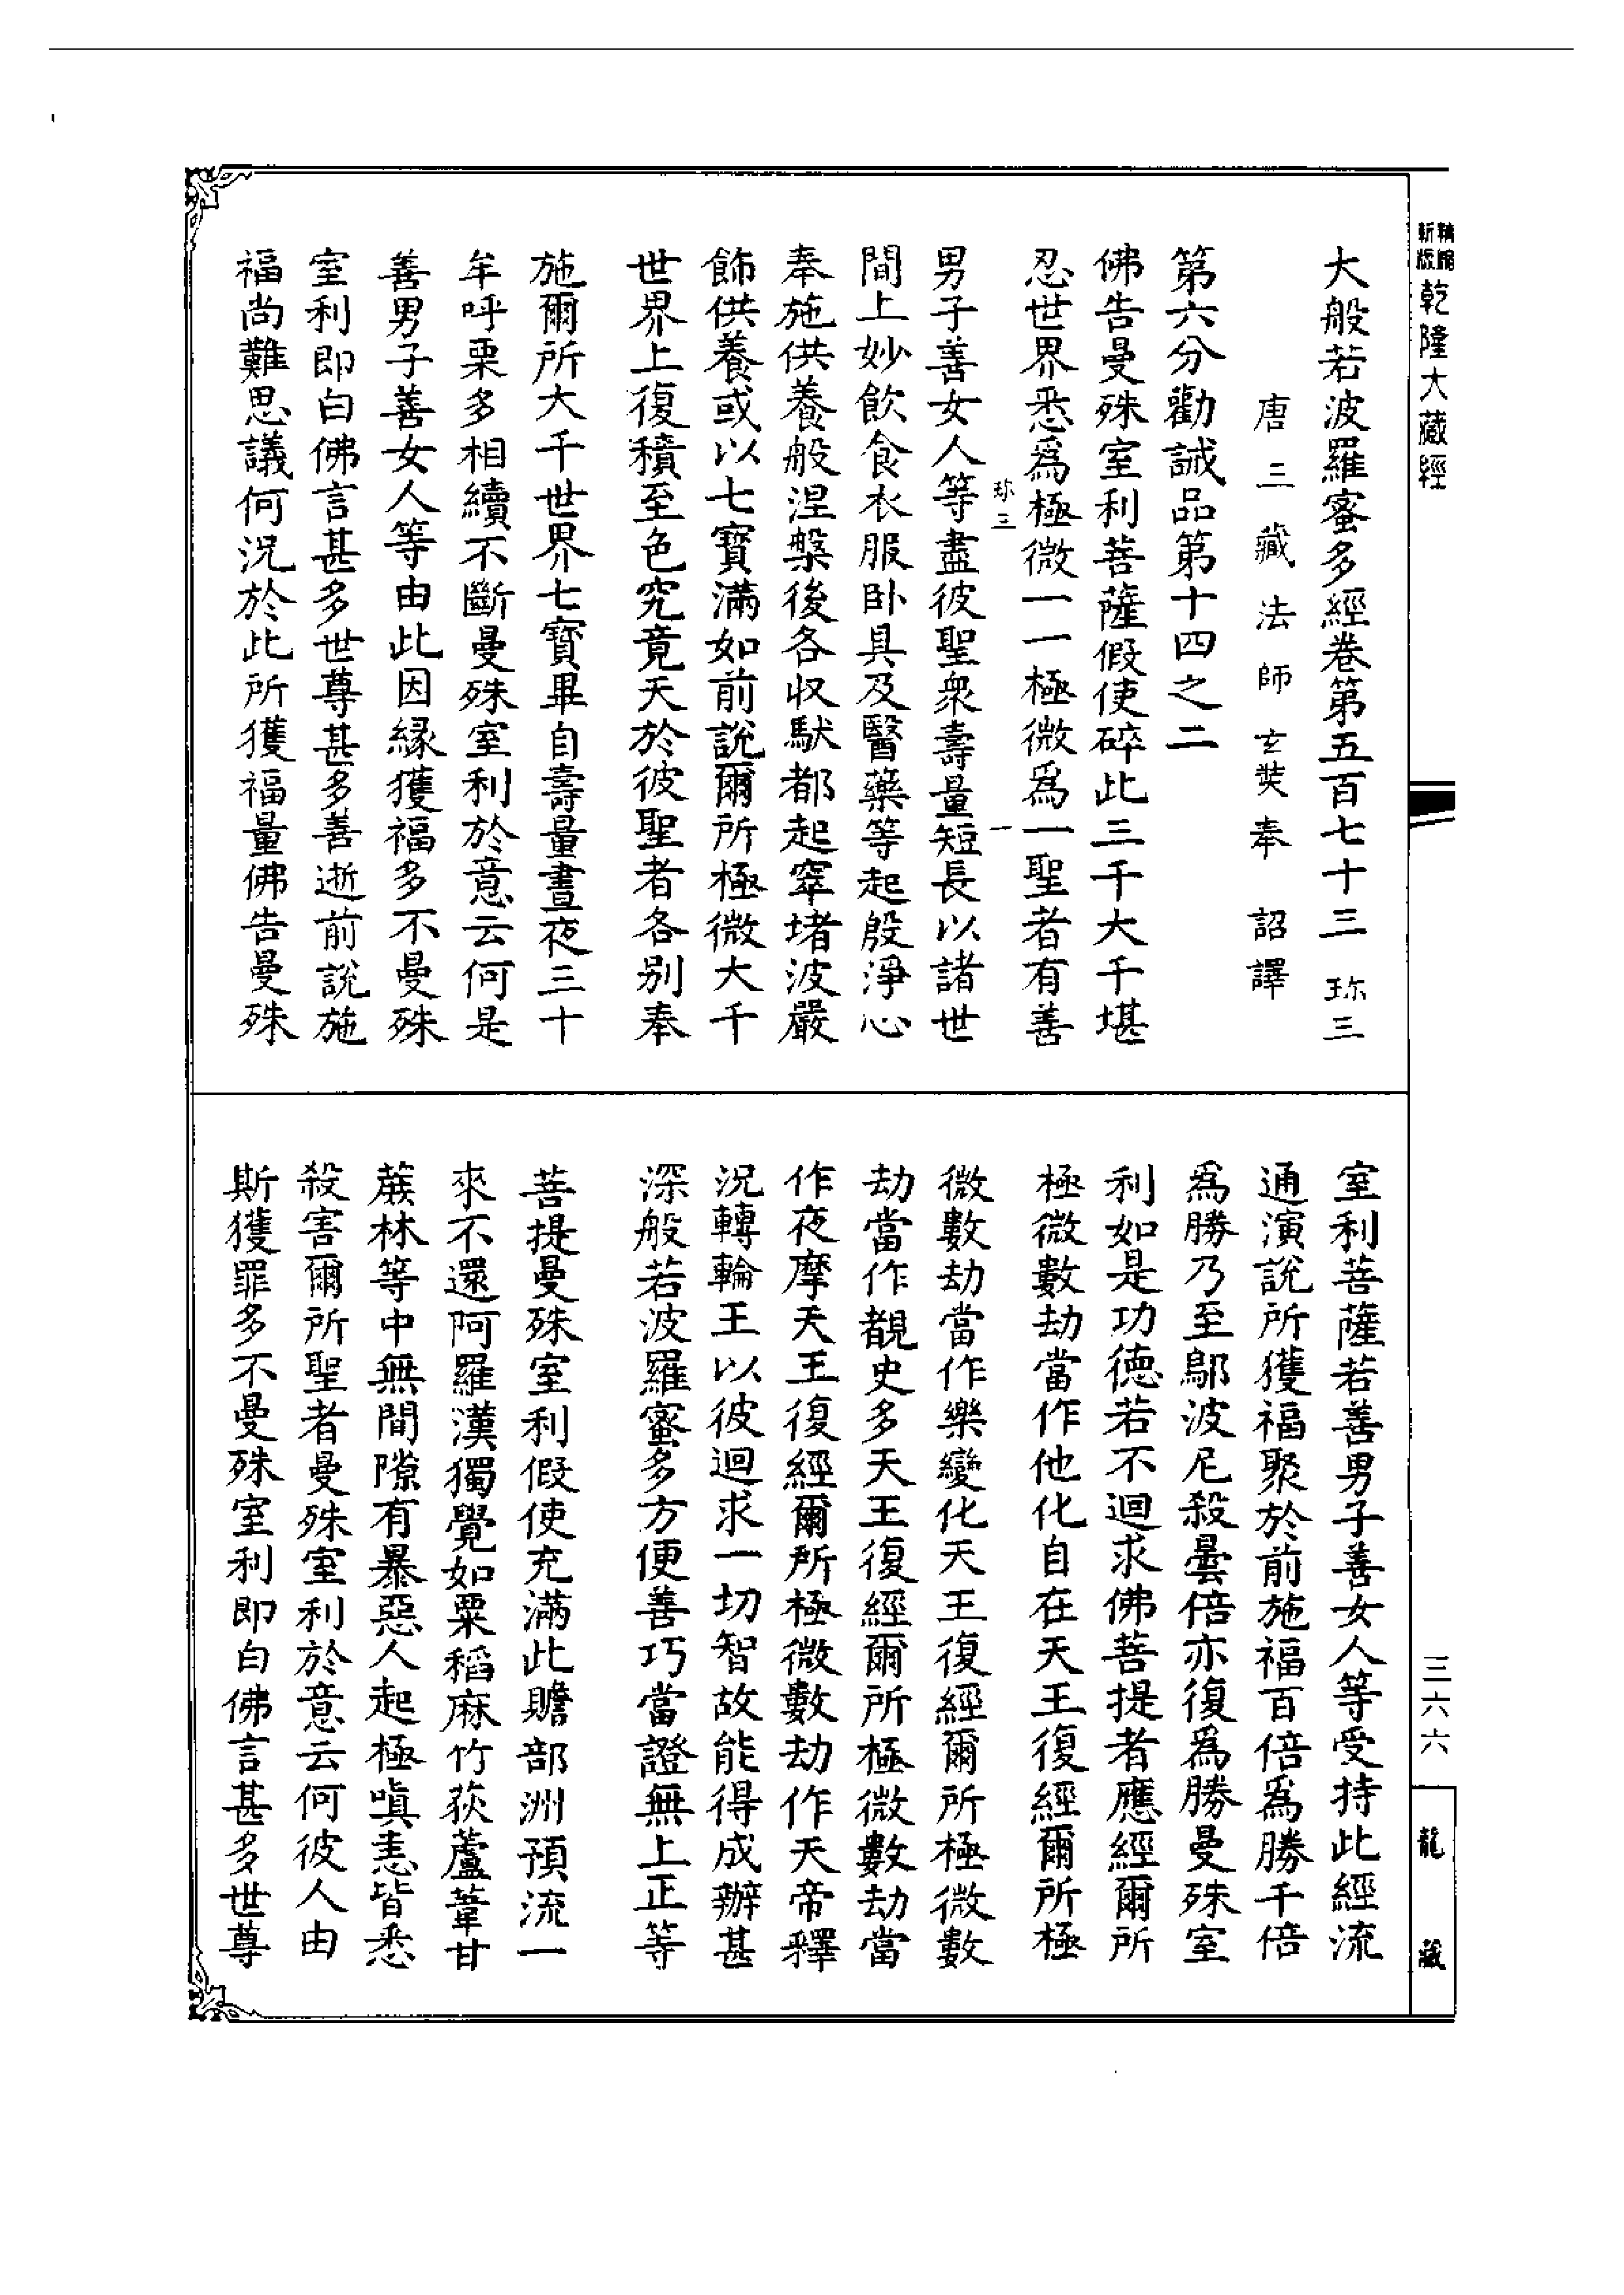 精縮
新版
乾隆大藏經
大般若波羅蜜多經卷第五百七十三 珎三
唐三藏法師玄奘奉 詔譯
第六分勸誡品第十四之二
佛告曼殊室利菩薩假使碎此三千大千堪
忍世界悉爲極微一一極微爲一聖者有善
珎三 一
男子善女人等盡彼聖衆壽量短長以諸世
間上妙飲食衣服卧具及醫藥等起殷淨心
奉施供養般涅槃後各收馱都起窣堵波嚴
飾供養或以七寶滿如前說爾所極微大千
世界上復積至色究竟天於彼聖者各別奉
施爾所大千世界七寶畢自壽量晝夜三十
牟呼栗多相續不斷曼殊室利於意云何是
善男子善女人等由此因緣獲福多不曼殊
室利即白佛言甚多世尊甚多善逝前說施
福尚難思議何況於此所獲福量佛告曼殊
室利菩薩若善男子善女人等受持此經流
通演說所獲福聚於前施福百倍爲勝千倍
爲勝乃至鄔波尼殺曇倍亦復爲勝曼殊室
利如是功德若不迴求佛菩提者應經爾所
極微數劫當作他化自在天王復經爾所極
微數劫當作樂變化天王復經爾所極微數
劫當作覩史多天王復經爾所極微數劫當
作夜摩天王復經爾所極微數劫作天帝釋
況轉輪王以彼迴求一切智故能得成辦甚
深般若波羅蜜多方便善巧當證無上正等
菩提曼殊室利假使充滿此贍部洲預流一
來不還阿羅漢獨覺如粟稻麻竹荻蘆葦甘
蔗林等中無間隙有暴惡人起極嗔恚皆悉
殺害爾所聖者曼殊室利於意云何彼人由
斯獲罪多不曼殊室利即白佛言甚多世尊
三六六
龍藏